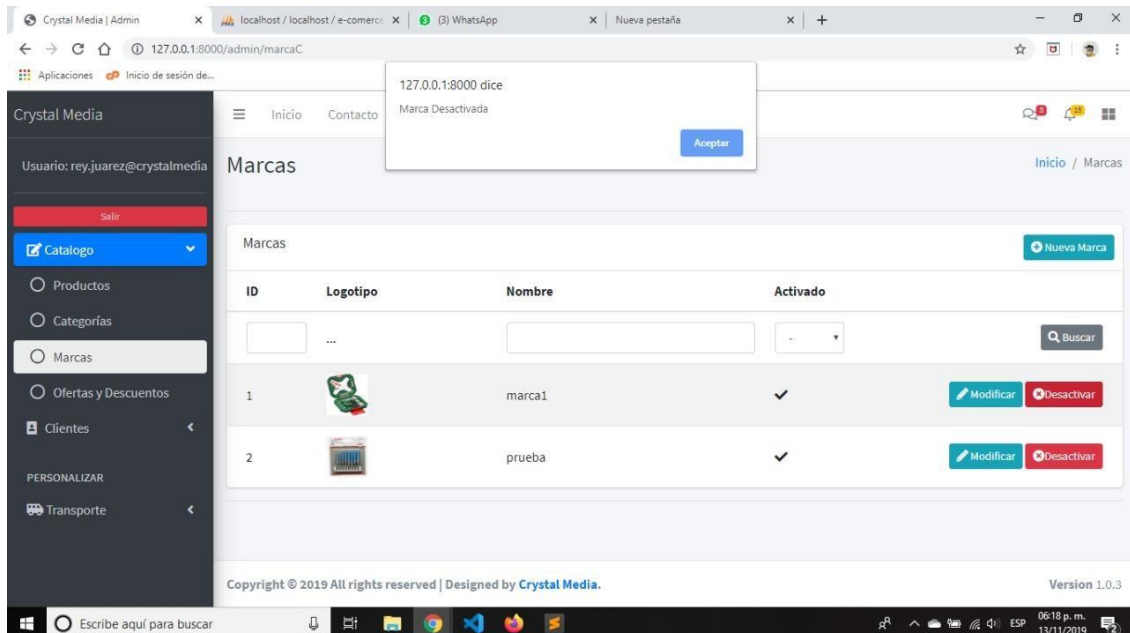 Crystal Media | Admin
localhost / localhost / e-comerce
(3) WhatsApp
Nueva pestaña
127.0.0.1:8000/admin/marcaC
Aplicaciones
cP
Inicio de sesión de...
127.0.0.1:8000 dice
Marca Desactivada
Aceptar
Crystal Media
Inicio
Contacto
Usuario: rey.juarez@crystalmedia
Marcas
Inicio / Marcas
Salir
Catalogo
Marcas
Nueva Marca
Productos
ID
Logotipo
Nombre
Activado
Categorías
...
-
Buscar
Marcas
Ofertas y Descuentos
1
marca1
Modificar
Desactivar
Clientes
2
prueba
Modificar
Desactivar
PERSONALIZAR
Transporte
Copyright © 2019 All rights reserved | Designed by Crystal Media.
Version 1.0.3
Escribe aquí para buscar
ESP
06:18 p. m.
13/11/2019